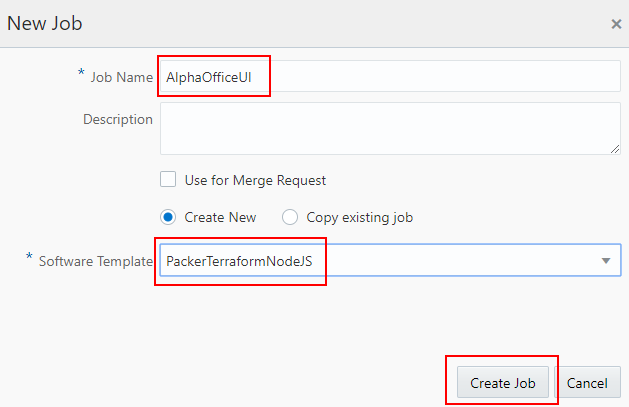 New Job
* Job Name AlphaOfficeUI
Description
Use for Merge Request
Create New Copy existing job
* Software Template PackerTerraformNodeJS
Create Job Cancel